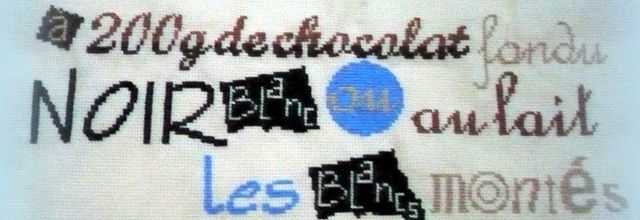 a 200g de chocolat fondu
NOIR Blanc ou au lait
les Blancs montés